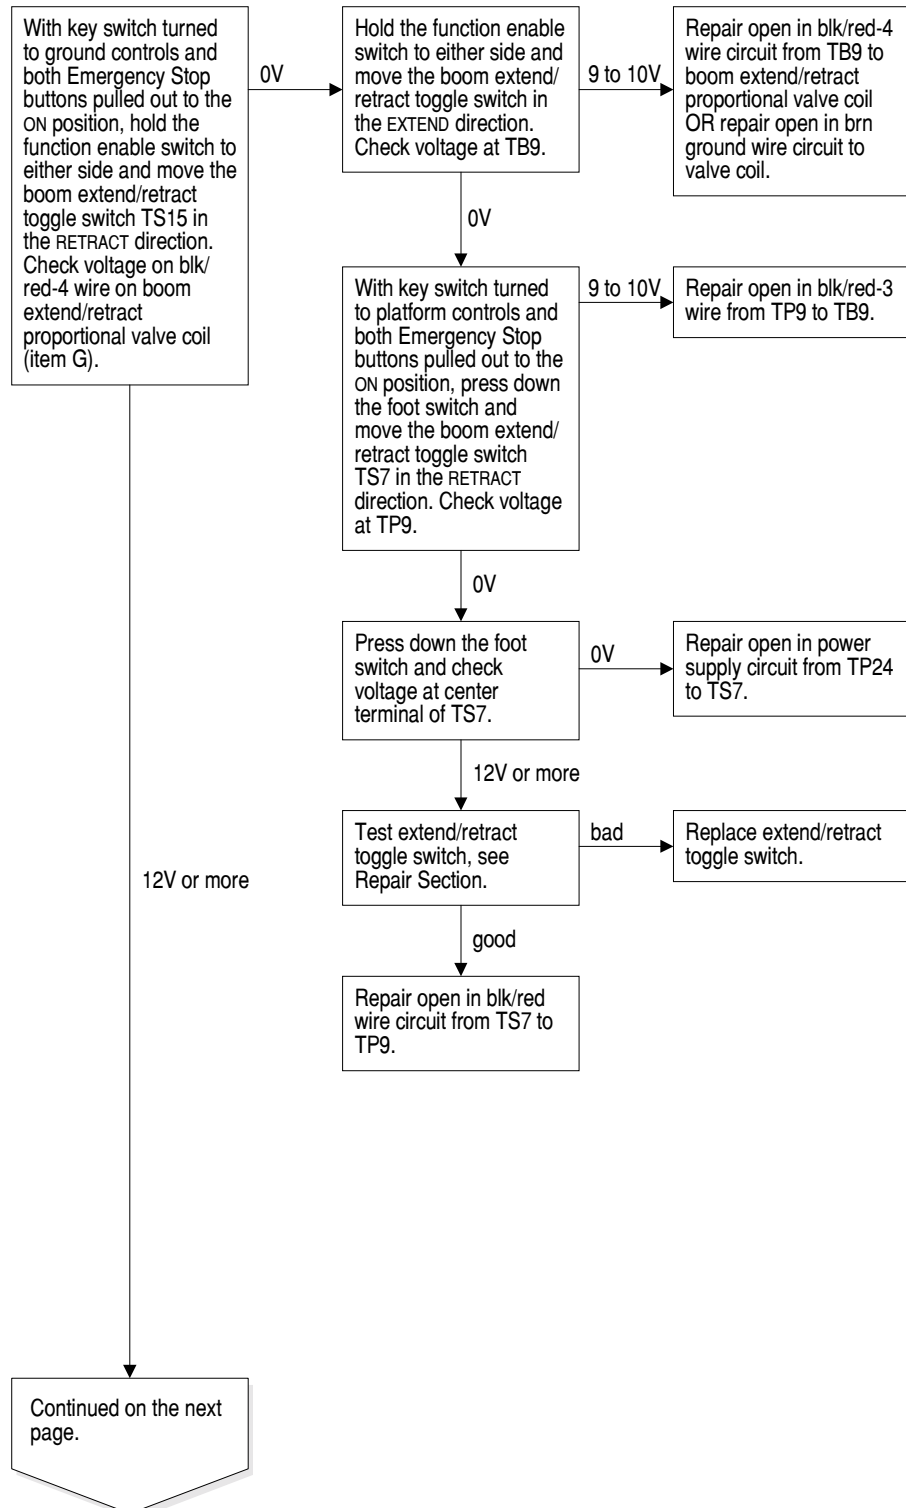 With key switch turned
to ground controls and
both Emergency Stop
buttons pulled out to the
ON position, hold the
function enable switch to
either side and move the
boom extend/retract
toggle switch TS15 in
the RETRACT direction.
Check voltage on blk/
red-4 wire on boom
extend/retract
proportional valve coil
(item G).
0V
Hold the function enable
switch to either side and
move the boom extend/
retract toggle switch in
the EXTEND direction.
Check voltage at TB9.
9 to 10V
Repair open in blk/red-4
wire circuit from TB9 to
boom extend/retract
proportional valve coil
OR repair open in brn
ground wire circuit to
valve coil.
0V
With key switch turned
to platform controls and
both Emergency Stop
buttons pulled out to the
ON position, press down
the foot switch and
move the boom extend/
retract toggle switch
TS7 in the RETRACT
direction. Check voltage
at TP9.
9 to 10V
Repair open in blk/red-3
wire from TP9 to TB9.
0V
Press down the foot
switch and check
voltage at center
terminal of TS7.
0V
Repair open in power
supply circuit from TP24
to TS7.
12V or more
Test extend/retract
toggle switch, see
Repair Section.
bad
Replace extend/retract
toggle switch.
12V or more
good
Repair open in blk/red
wire circuit from TS7 to
TP9.
Continued on the next
page.